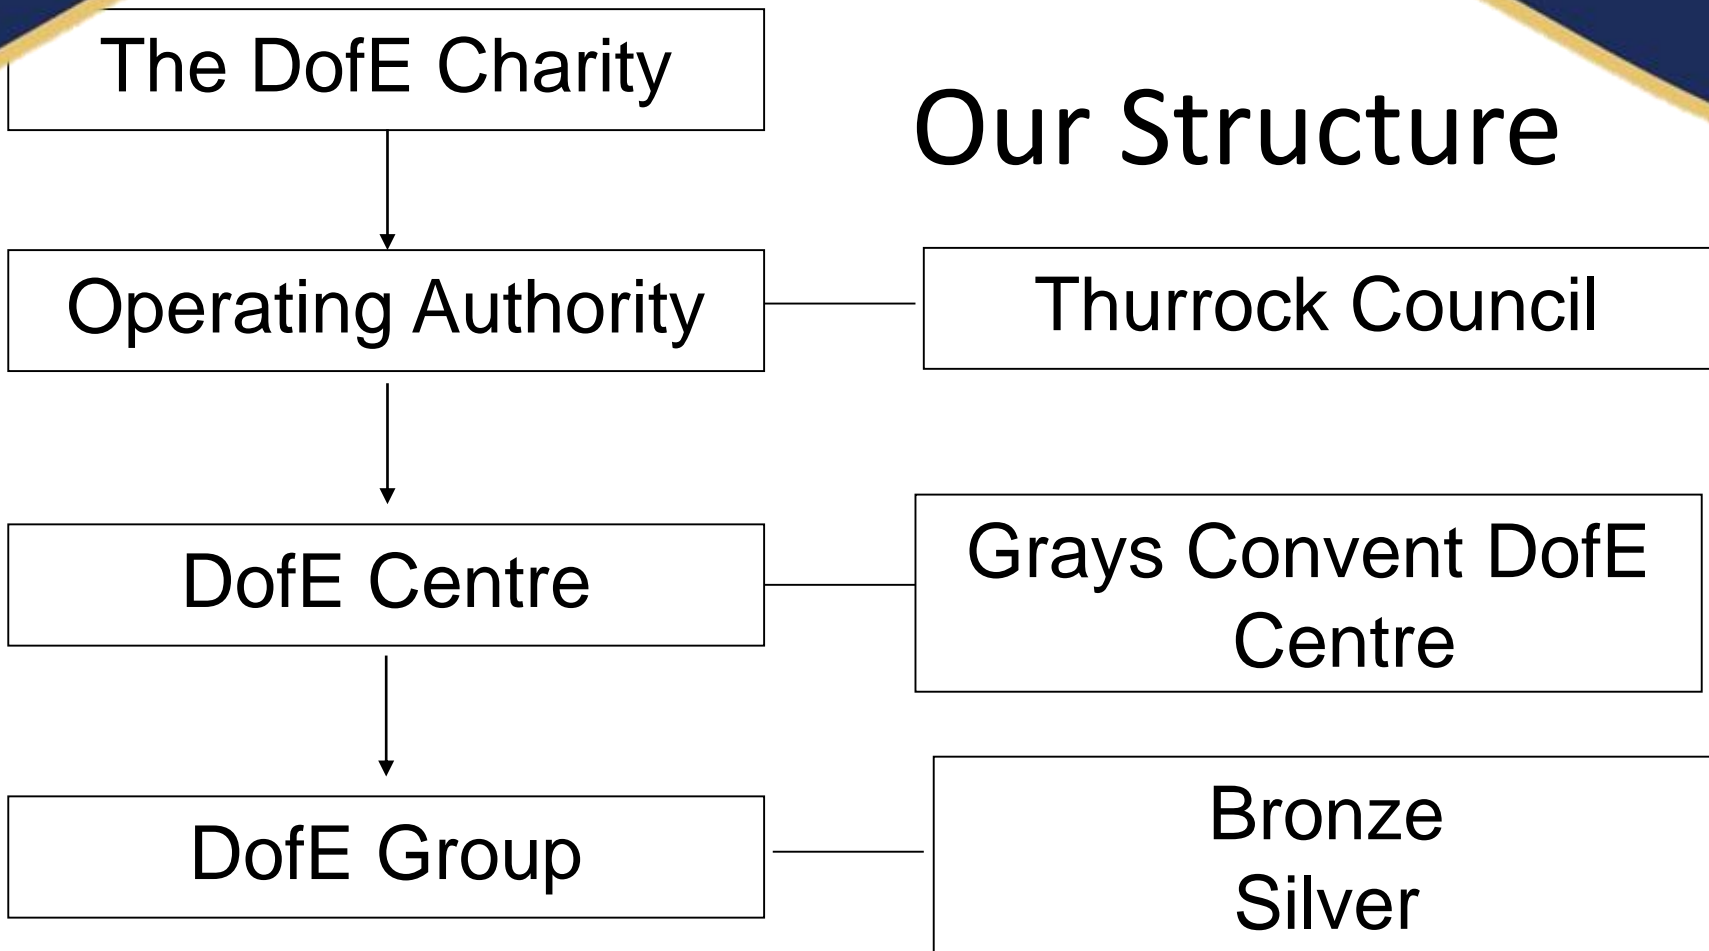 The DofE Charity
Our Structure
Operating Authority
Thurrock Council
DofE Centre
Grays Convent DofE
Centre
DofE Group
Bronze
Silver